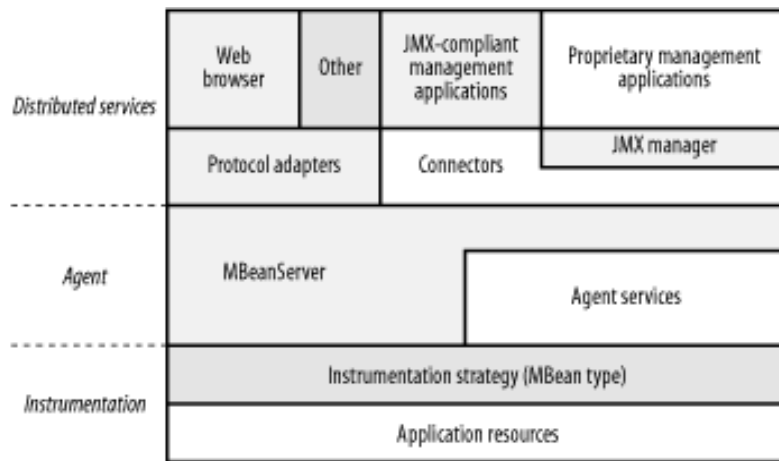 Web
browser
Other
JMX-compliant
management
applications
Proprietary management
applications
Distributed services
JMX manager
Protocol adapters
Connectors
MBeanServer
Agent
Agent services
Instrumentation strategy (MBean type)
Instrumentation
Application resources